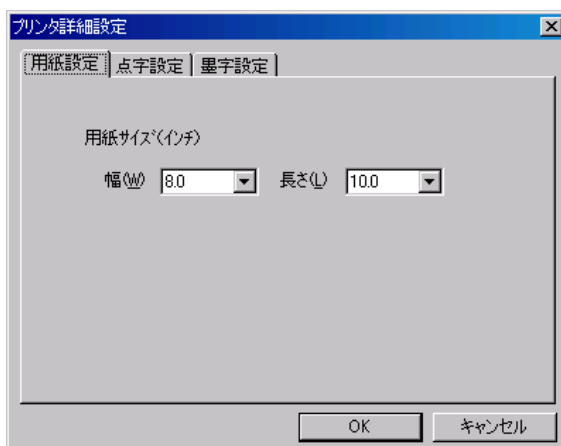 プリンタ詳細設定
用紙設定 点字設定 墨字設定
用紙サイズ(インチ)
幅(W) 8.0 長さ(L) 10.0
OK キャンセル